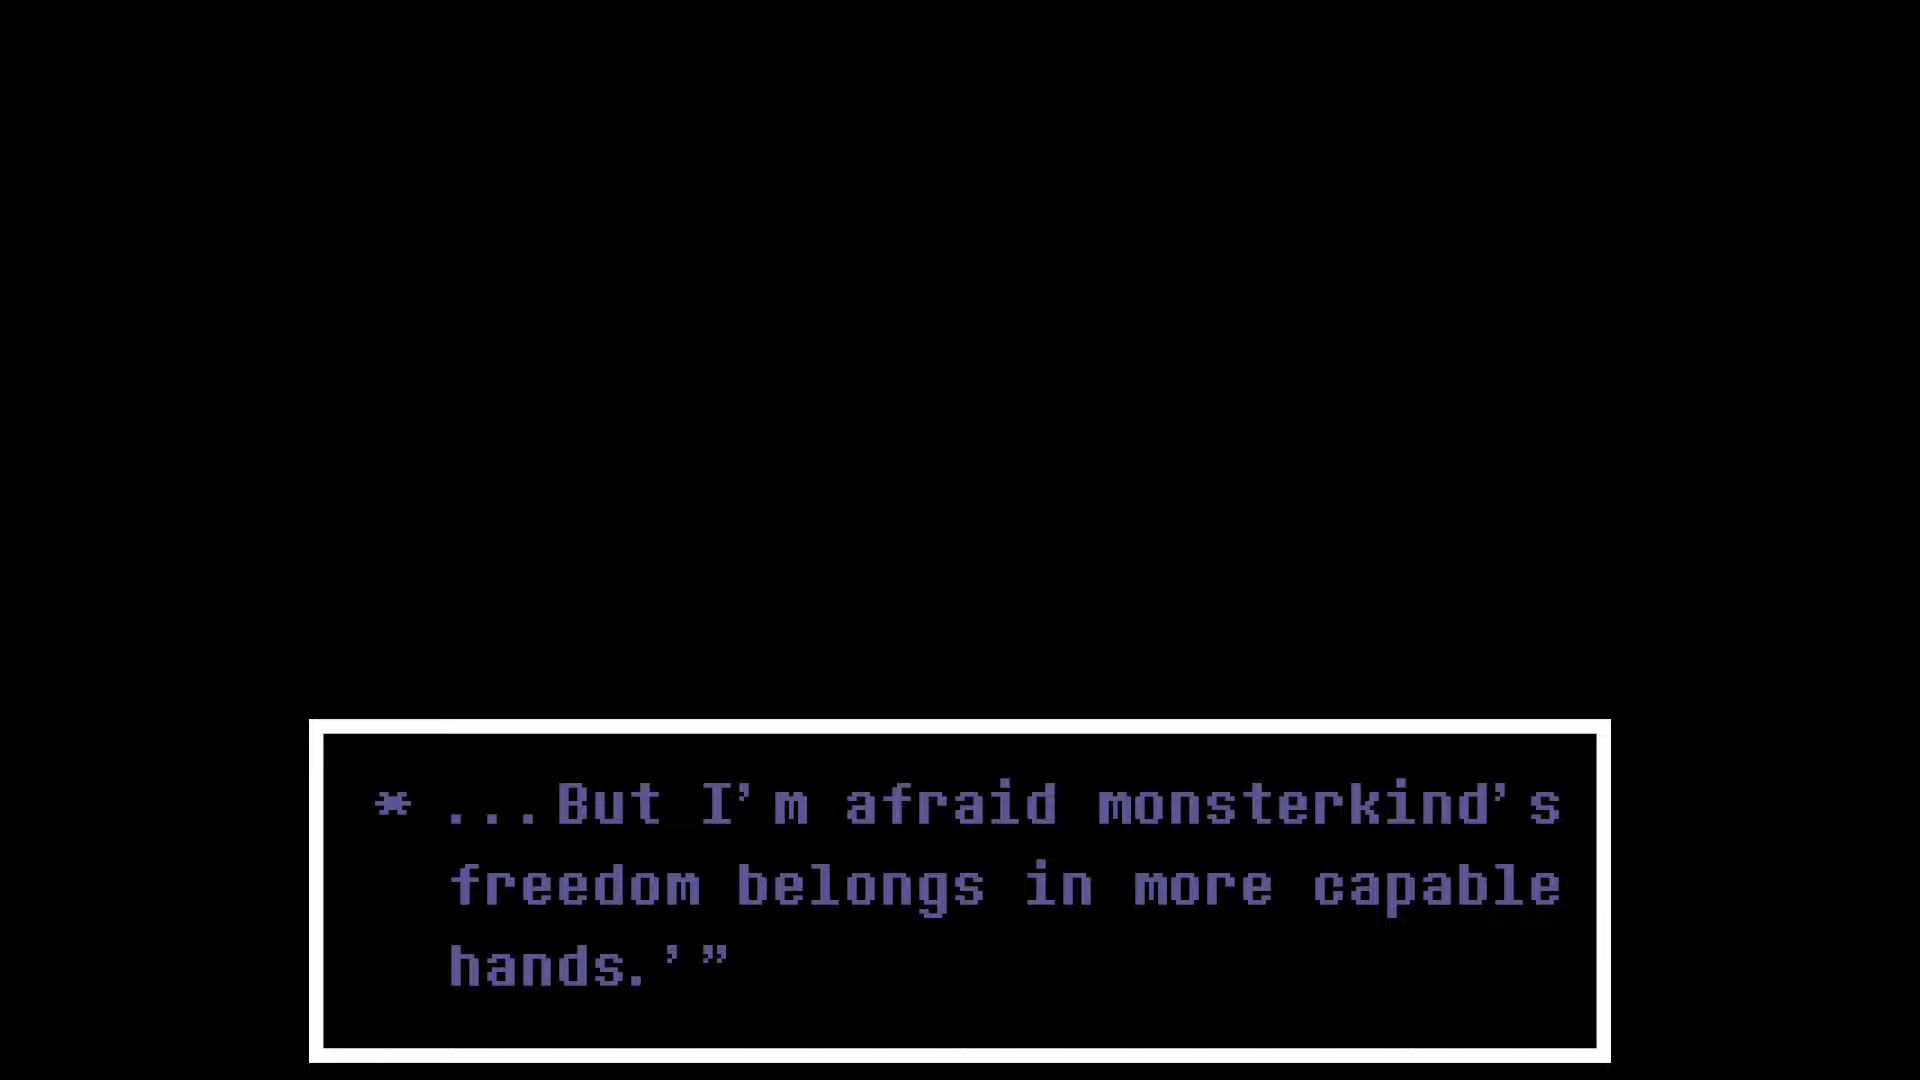 * ...But I’m afraid monsterkind’s
freedom belongs in more capable
hands.’”